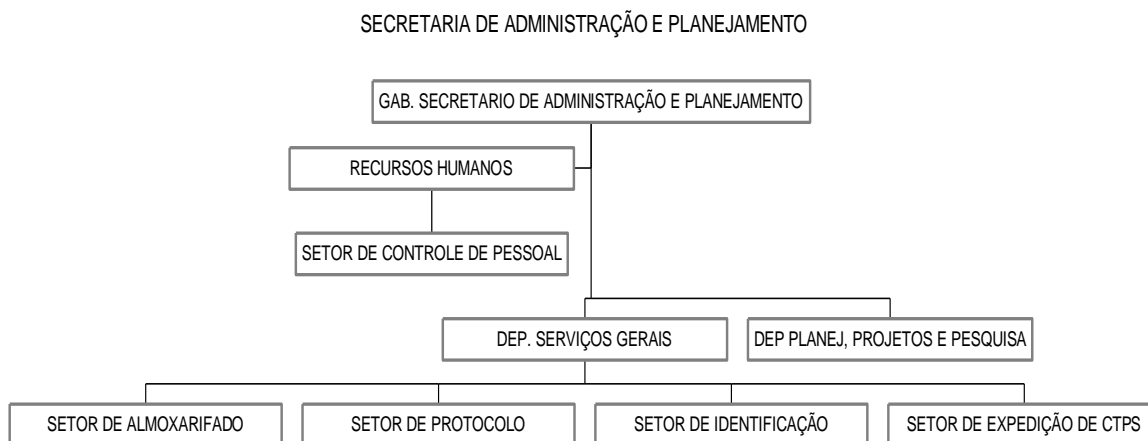 SECRETARIA DE ADMINISTRAÇÃO E PLANEJAMENTO
GAB. SECRETARIO DE ADMINISTRAÇÃO E PLANEJAMENTO
RECURSOS HUMANOS
SETOR DE CONTROLE DE PESSOAL
DEP. SERVIÇOS GERAIS
DEP PLANEJ, PROJETOS E PESQUISA
SETOR DE ALMOXARIFADO
SETOR DE PROTOCOLO
SETOR DE IDENTIFICAÇÃO
SETOR DE EXPEDIÇÃO DE CTPS